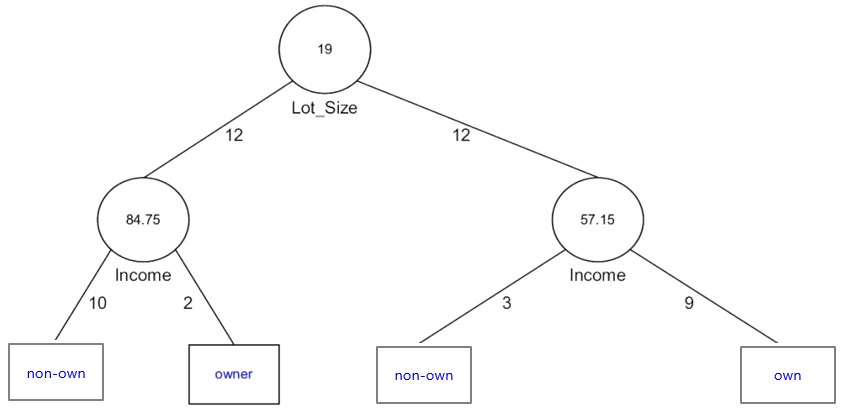 19
Lot_Size
12
12
84.75
57.15
Income
Income
10
2
3
9
non-own
owner
non-own
own